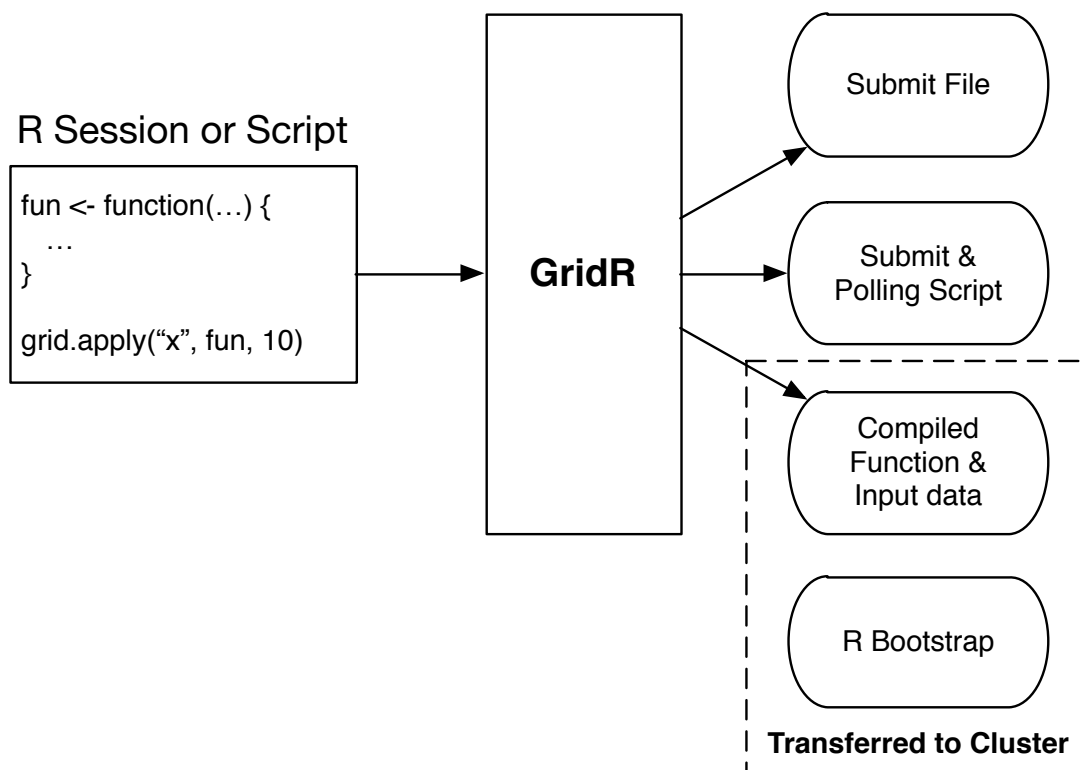 R Session or Script
fun <- function(…) {
…
}
grid.apply(“x”, fun, 10)
GridR
Submit File
Submit &
Polling Script
Compiled
Function &
Input data
R Bootstrap
Transferred to Cluster